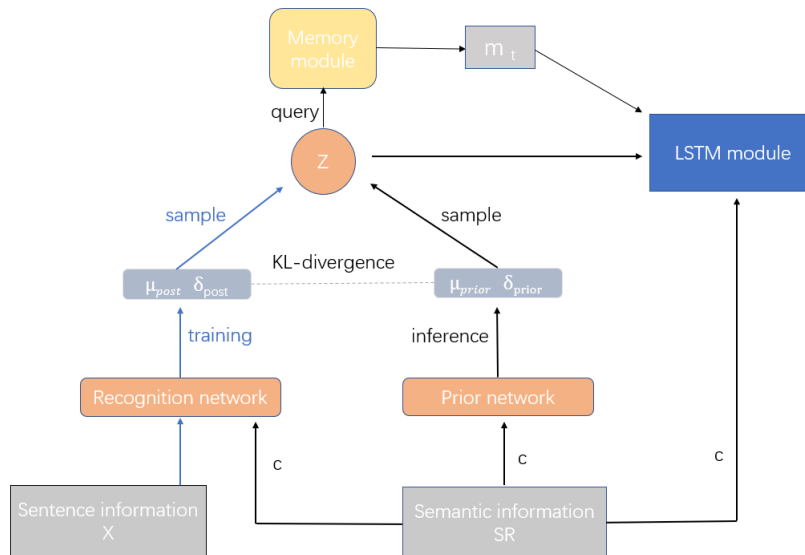 Memory
module
m t
query
LSTM module
Z
sample
sample
KL-divergence
μpost δpost
μprior δprior
training
inference
Recognition network
Prior network
c
c
c
Sentence information
X
Semantic information
SR